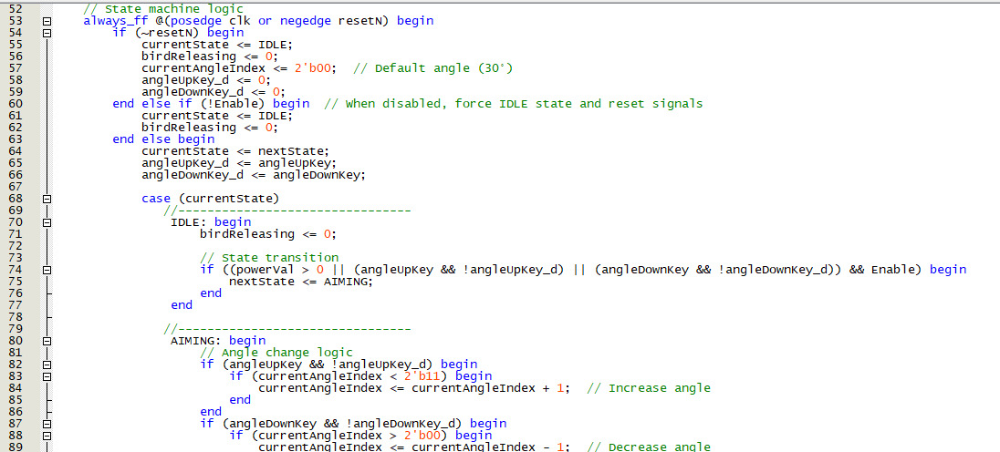 52 // State machine logic
53 always_ff @(posedge clk or negedge resetN) begin
54 if (~resetN) begin
55 currentState <= IDLE;
56 birdReleasing <= 0;
57 currentAngleIndex <= 2'b00; // Default angle (30°)
58 angleUpKey_d <= 0;
59 angleDownKey_d <= 0;
60 end else if (!Enable) begin // When disabled, force IDLE state and reset signals
61 currentState <= IDLE;
62 birdReleasing <= 0;
63 end else begin
64 currentState <= nextState;
65 angleUpKey_d <= angleUpKey;
66 angleDownKey_d <= angleDownKey;
67
68 case (currentState)
69 //--------------------------------
70 IDLE: begin
71 birdReleasing <= 0;
72
73 // State transition
74 if ((powerVal > 0 || (angleUpKey && !angleUpKey_d) || (angleDownKey && !angleDownKey_d)) && Enable) begin
75 nextState <= AIMING;
76 end
77 end
78
79 //--------------------------------
80 AIMING: begin
81 // Angle change logic
82 if (angleUpKey && !angleUpKey_d) begin
83 if (currentAngleIndex < 2'b11) begin
84 currentAngleIndex <= currentAngleIndex + 1; // Increase angle
85 end
86 end
87 if (angleDownKey && !angleDownKey_d) begin
88 if (currentAngleIndex > 2'b00) begin
89 currentAngleIndex <= currentAngleIndex - 1; // Decrease angle